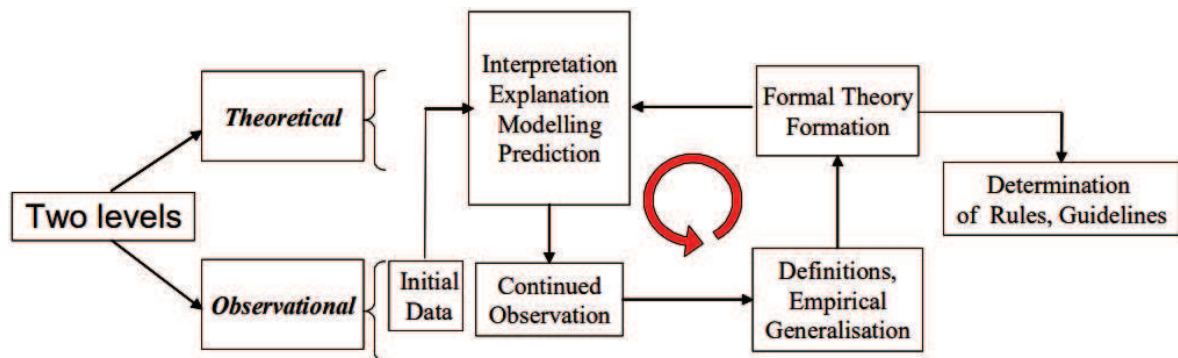 Two levels
Theoretical
Observational
Initial
Data
Interpretation
Explanation
Modelling
Prediction
Continued
Observation
Formal Theory
Formation
Definitions,
Empirical
Generalisation
Determination
of Rules, Guidelines